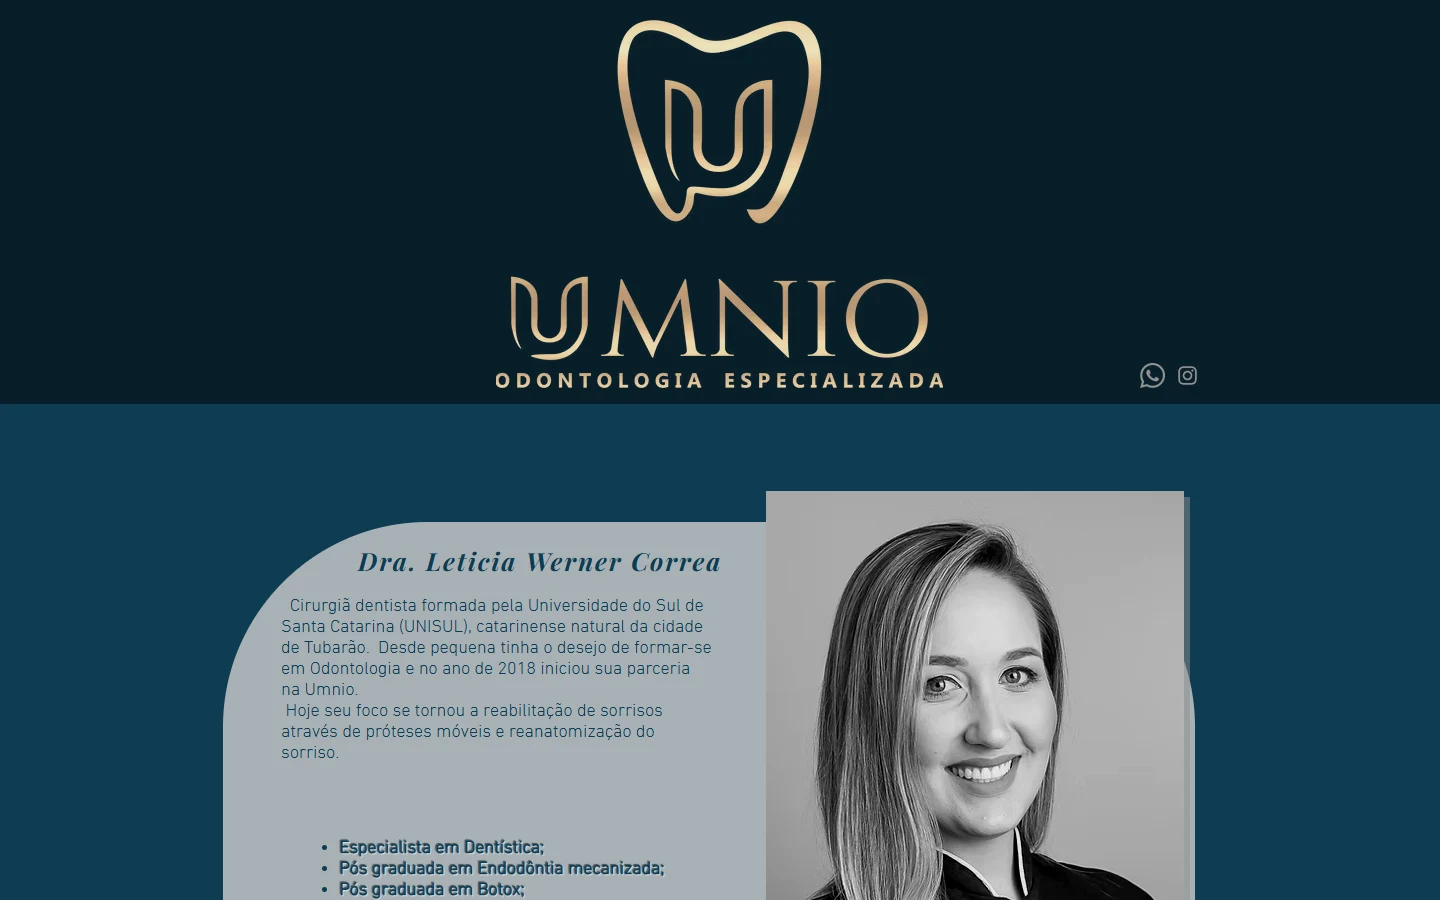 UMNIO
ODONTOLOGIA ESPECIALIZADA
Dra. Leticia Werner Correa
Cirurgiã dentista formada pela Universidade do Sul de
Santa Catarina (UNISUL), catarinense natural da cidade
de Tubarão. Desde pequena tinha o desejo de formar-se
em Odontologia e no ano de 2018 iniciou sua parceria
na Umnio.
Hoje seu foco se tornou a reabilitação de sorrisos
através de próteses móveis e reanatomização do
sorriso.
• Especialista em Dentística;
• Pós graduada em Endodôntia mecanizada;
• Pós graduada em Botox;